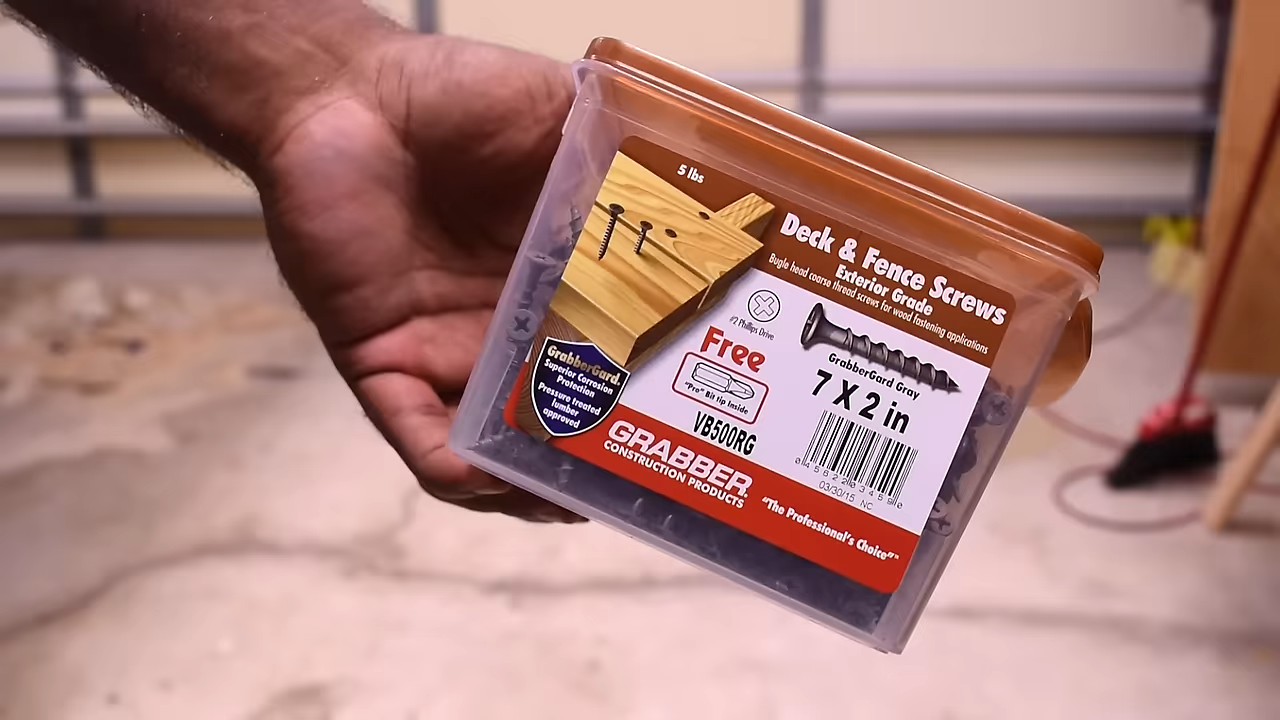 5 lbs
Deck & Fence Screws
Exterior Grade
Bugle head coarse thread screws for wood fastening applications
#2 Phillips Drive
Free
"Pro" Bit tip Inside
VB500RG
GrabberGard Gray
7 X 2 in
03/30/15 NC
GrabberGard.
Superior Corrosion
Protection
Pressure treated
lumber
approved
GRABBER.
CONSTRUCTION PRODUCTS
"The Professional's Choice"™